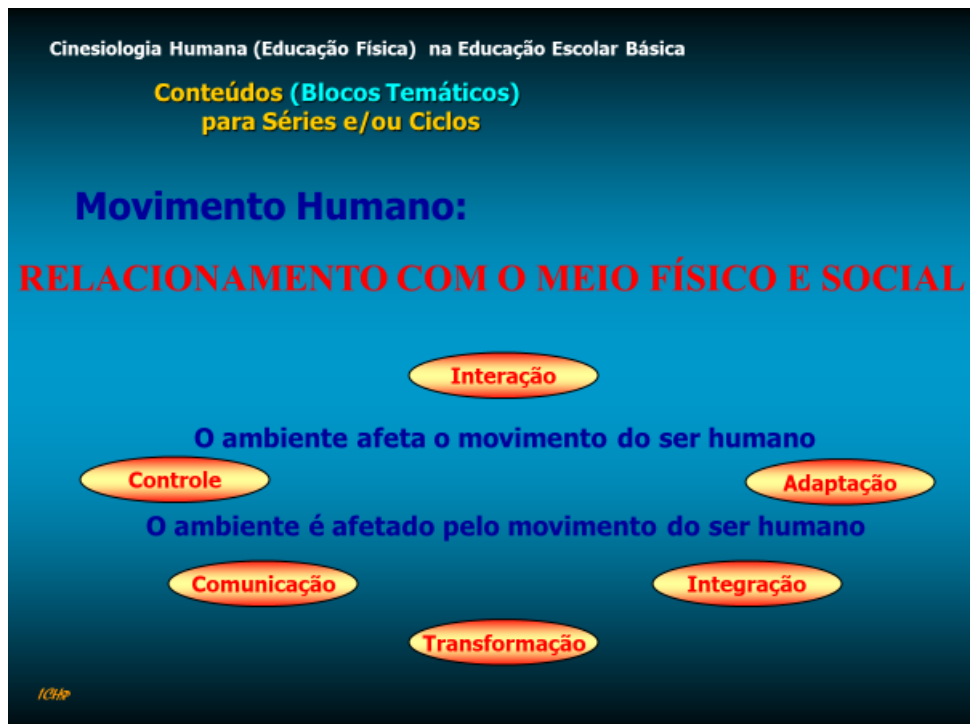 Cinesiologia Humana (Educação Física) na Educação Escolar Básica
Conteúdos (Blocos Temáticos)
para Séries e/ou Ciclos
Movimento Humano:
RELACIONAMENTO COM O MEIO FÍSICO E SOCIAL
Interação
O ambiente afeta o movimento do ser humano
Controle
Adaptação
O ambiente é afetado pelo movimento do ser humano
Comunicação
Integração
Transformação